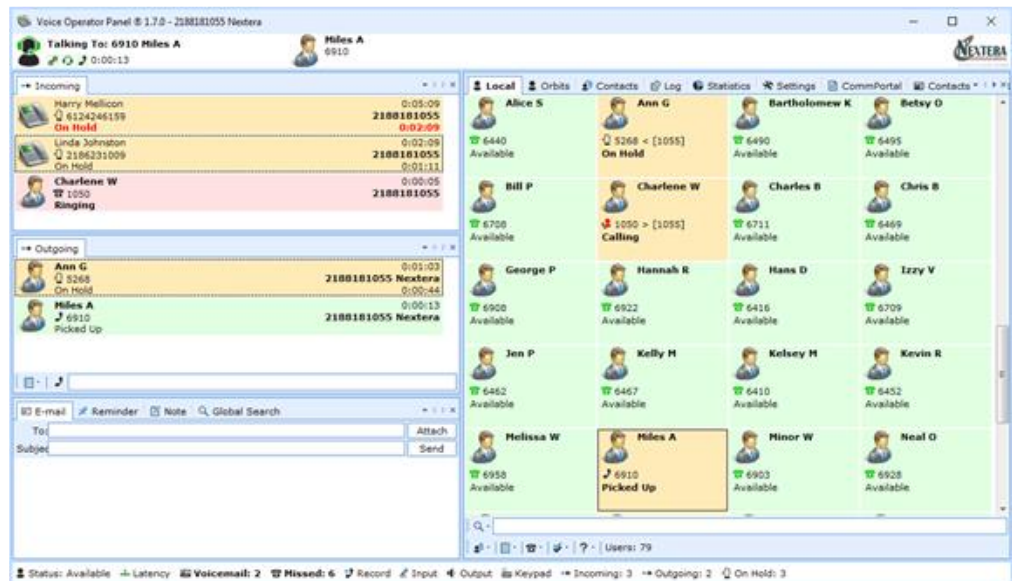 Voice Operator Panel ® 1.7.0 - 2188181055 Nextera
Talking To: 6910 Miles A
0:00:13
Miles A
6910
NEXTERA
Incoming
Harry Mellicon 0:05:09
6124246159 2188181055
On Hold 0:02:09
Linda Johnston 0:02:09
2186231009 2188181055
On Hold 0:01:11
Charlene W 0:00:05
1050 2188181055
Ringing
Outgoing
Ann G 0:01:03
5268 2188181055 Nextera
On Hold 0:00:44
Miles A 0:00:13
6910 2188181055 Nextera
Picked Up
E-mail Reminder Note Global Search
To: Attach
Subjec Send
Local Orbits Contacts Log Statistics Settings CommPortal Contacts
Alice S Ann G Bartholomew K Betsy O
6440 5268 < [1055] 6490 6495
Available On Hold Available Available
Bill P Charlene W Charles B Chris B
6708 1050 > [1055] 6711 6469
Available Calling Available Available
George P Hannah R Hans D Izzy V
6908 6922 6416 6709
Available Available Available Available
Jen P Kelly M Kelsey M Kevin R
6462 6467 6410 6452
Available Available Available Available
Melissa W Miles A Minor W Neal O
6958 6910 6903 6928
Available Picked Up Available Available
Users: 79
Status: Available Latency Voicemail: 2 Missed: 6 Record Input Output Keypad Incoming: 3 Outgoing: 2 On Hold: 3